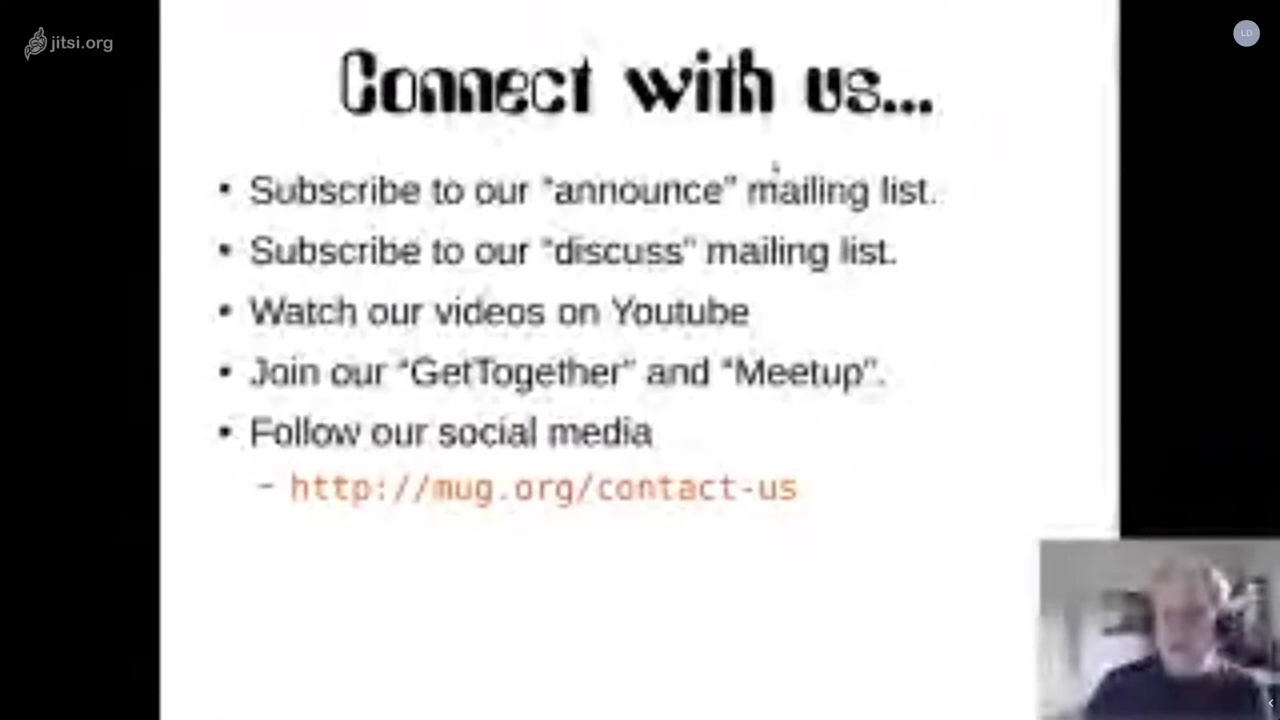 jitsi.org
LD
Connect with us...
• Subscribe to our "announce" mailing list.
• Subscribe to our "discuss" mailing list.
• Watch our videos on Youtube
• Join our "GetTogether" and "Meetup".
• Follow our social media
– http://mug.org/contact-us